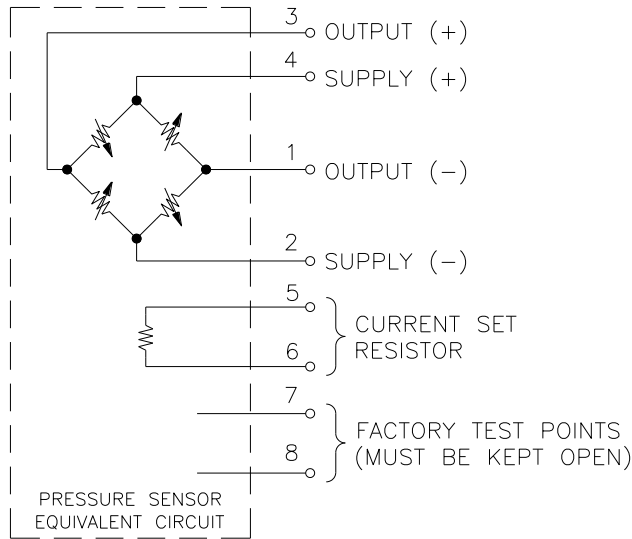 3
OUTPUT (+)
4
SUPPLY (+)
1
OUTPUT (-)
2
SUPPLY (-)
5
CURRENT SET
RESISTOR
6
7
FACTORY TEST POINTS
(MUST BE KEPT OPEN)
8
PRESSURE SENSOR
EQUIVALENT CIRCUIT